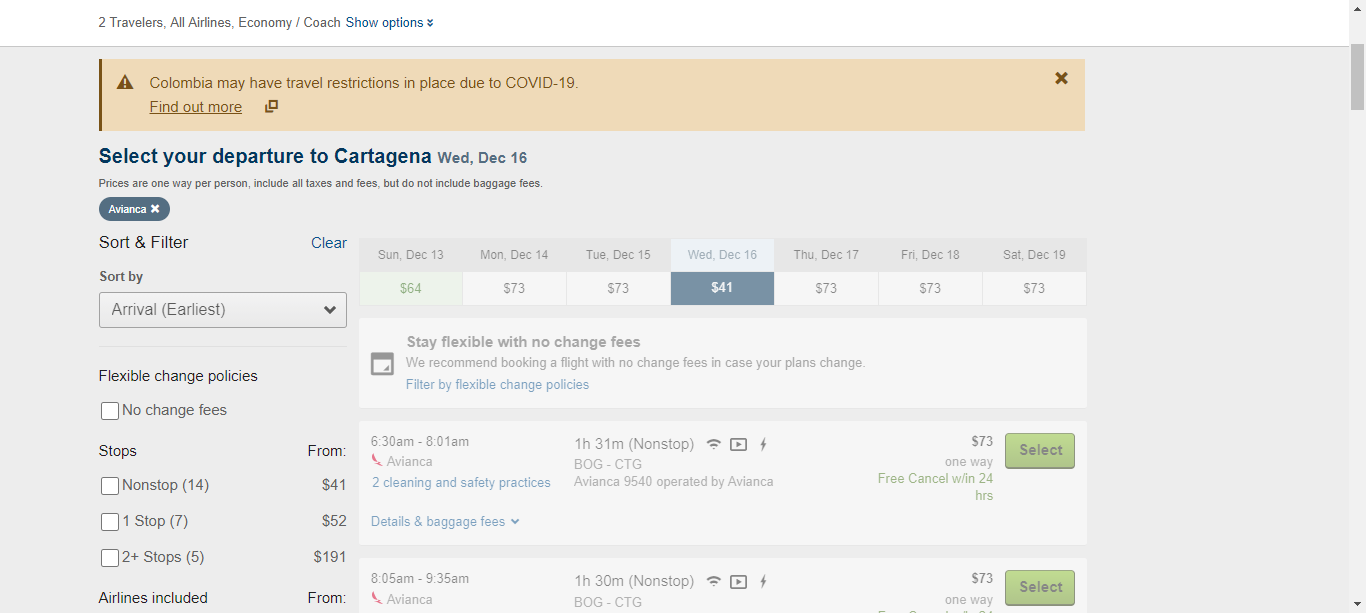 2 Travelers, All Airlines, Economy / Coach Show options
Colombia may have travel restrictions in place due to COVID-19.
Find out more
Select your departure to Cartagena Wed, Dec 16
Prices are one way per person, include all taxes and fees, but do not include baggage fees.
Avianca
Sort & Filter Clear
Sort by
Arrival (Earliest)
Flexible change policies
No change fees
Stops From:
Nonstop (14) $41
1 Stop (7) $52
2+ Stops (5) $191
Airlines included From:
Sun, Dec 13 Mon, Dec 14 Tue, Dec 15 Wed, Dec 16 Thu, Dec 17 Fri, Dec 18 Sat, Dec 19
$64 $73 $73 $41 $73 $73 $73
Stay flexible with no change fees
We recommend booking a flight with no change fees in case your plans change.
Filter by flexible change policies
6:30am - 8:01am
Avianca
2 cleaning and safety practices
Details & baggage fees
1h 31m (Nonstop)
BOG - CTG
Avianca 9540 operated by Avianca
$73
one way
Free Cancel w/in 24
hrs
Select
8:05am - 9:35am
Avianca
1h 30m (Nonstop)
BOG - CTG
$73
one way
Select